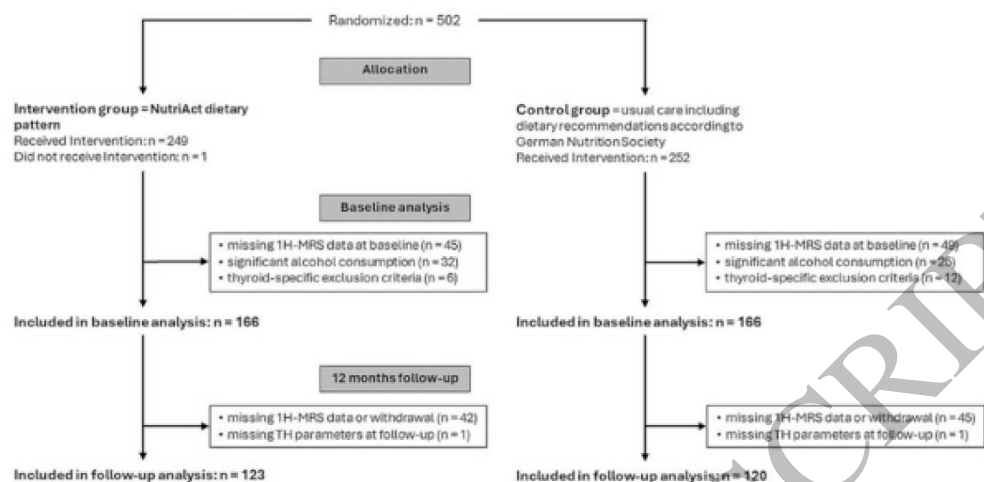 Randomized: n = 502
Allocation
Intervention group = NutriAct dietary
pattern
Received Intervention: n = 249
Did not receive Intervention: n = 1
Control group = usual care including
dietary recommendations according to
German Nutrition Society
Received Intervention: n = 252
Baseline analysis
• missing 1H-MRS data at baseline (n = 45)
• significant alcohol consumption (n = 32)
• thyroid-specific exclusion criteria (n = 6)
• missing 1H-MRS data at baseline (n = 49)
• significant alcohol consumption (n = 25)
• thyroid-specific exclusion criteria (n = 12)
Included in baseline analysis: n = 166
Included in baseline analysis: n = 166
12 months follow-up
• missing 1H-MRS data or withdrawal (n = 42)
• missing TH parameters at follow-up (n = 1)
• missing 1H-MRS data or withdrawal (n = 45)
• missing TH parameters at follow-up (n = 1)
Included in follow-up analysis: n = 123
Included in follow-up analysis: n = 120